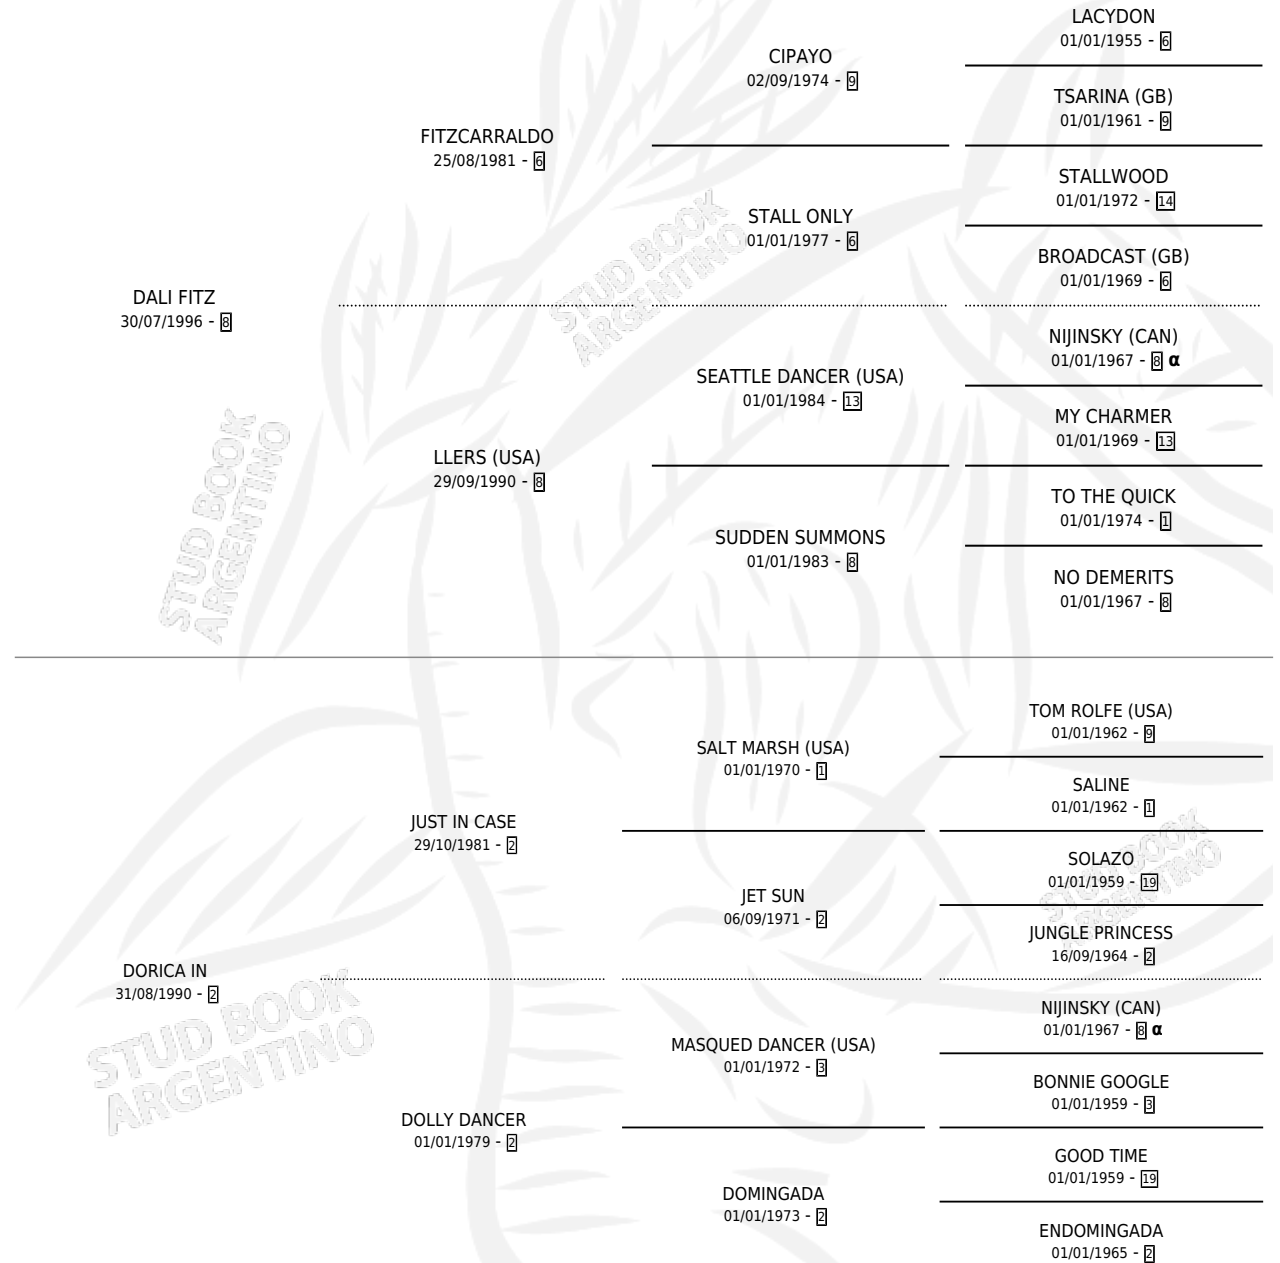 LACYDON
01/01/1955 - 6
CIPAYO
02/09/1974 - 9
TSARINA (GB)
01/01/1961 - 9
FITZCARRALDO
25/08/1981 - 6
STALLWOOD
01/01/1972 - 14
STALL ONLY
01/01/1977 - 6
BROADCAST (GB)
01/01/1969 - 6
DALI FITZ
30/07/1996 - 8
NIJINSKY (CAN)
01/01/1967 - 8 α
SEATTLE DANCER (USA)
01/01/1984 - 13
MY CHARMER
01/01/1969 - 13
LLERS (USA)
29/09/1990 - 8
TO THE QUICK
01/01/1974 - 1
SUDDEN SUMMONS
01/01/1983 - 8
NO DEMERITS
01/01/1967 - 8
STUD BOOK
ARGENTINO
STUD BOOK
ARGENTINO
TOM ROLFE (USA)
01/01/1962 - 9
SALT MARSH (USA)
01/01/1970 - 1
SALINE
01/01/1962 - 1
JUST IN CASE
29/10/1981 - 2
SOLAZO
01/01/1959 - 19
JET SUN
06/09/1971 - 2
JUNGLE PRINCESS
16/09/1964 - 2
DORICA IN
31/08/1990 - 2
NIJINSKY (CAN)
01/01/1967 - 8 α
MASQUED DANCER (USA)
01/01/1972 - 3
BONNIE GOOGLE
01/01/1959 - 3
DOLLY DANCER
01/01/1979 - 2
GOOD TIME
01/01/1959 - 19
DOMINGADA
01/01/1973 - 2
ENDOMINGADA
01/01/1965 - 2
STUD BOOK
ARGENTINO
STUD BOOK
ARGENTINO